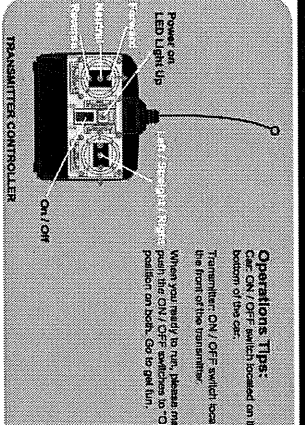 Operations Tips:
Car: ON / OFF switch located on
bottom of the car.
Transmitter: ON / OFF switch
the front of the transmitter.
When you ready to run, please
push the ON / OFF switches to
position on both. Go to get fun.
Power on
LED Light Up
Forward
Neutral
Reverse
Left / Straight / Right
On / Off
TRANSMITTER CONTROLLER